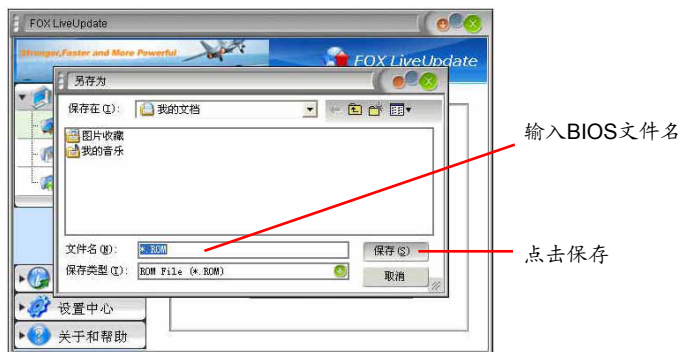 FOX LiveUpdate
Stronger,Faster and More Powerful
FOX LiveUpdate
另存为
保存在(I):
我的文档
图片收藏
我的音乐
输入BIOS文件名
文件名(N):
*.ROM
保存(S)
点击保存
保存类型(T):
ROM File (*.ROM)
取消
设置中心
关于和帮助